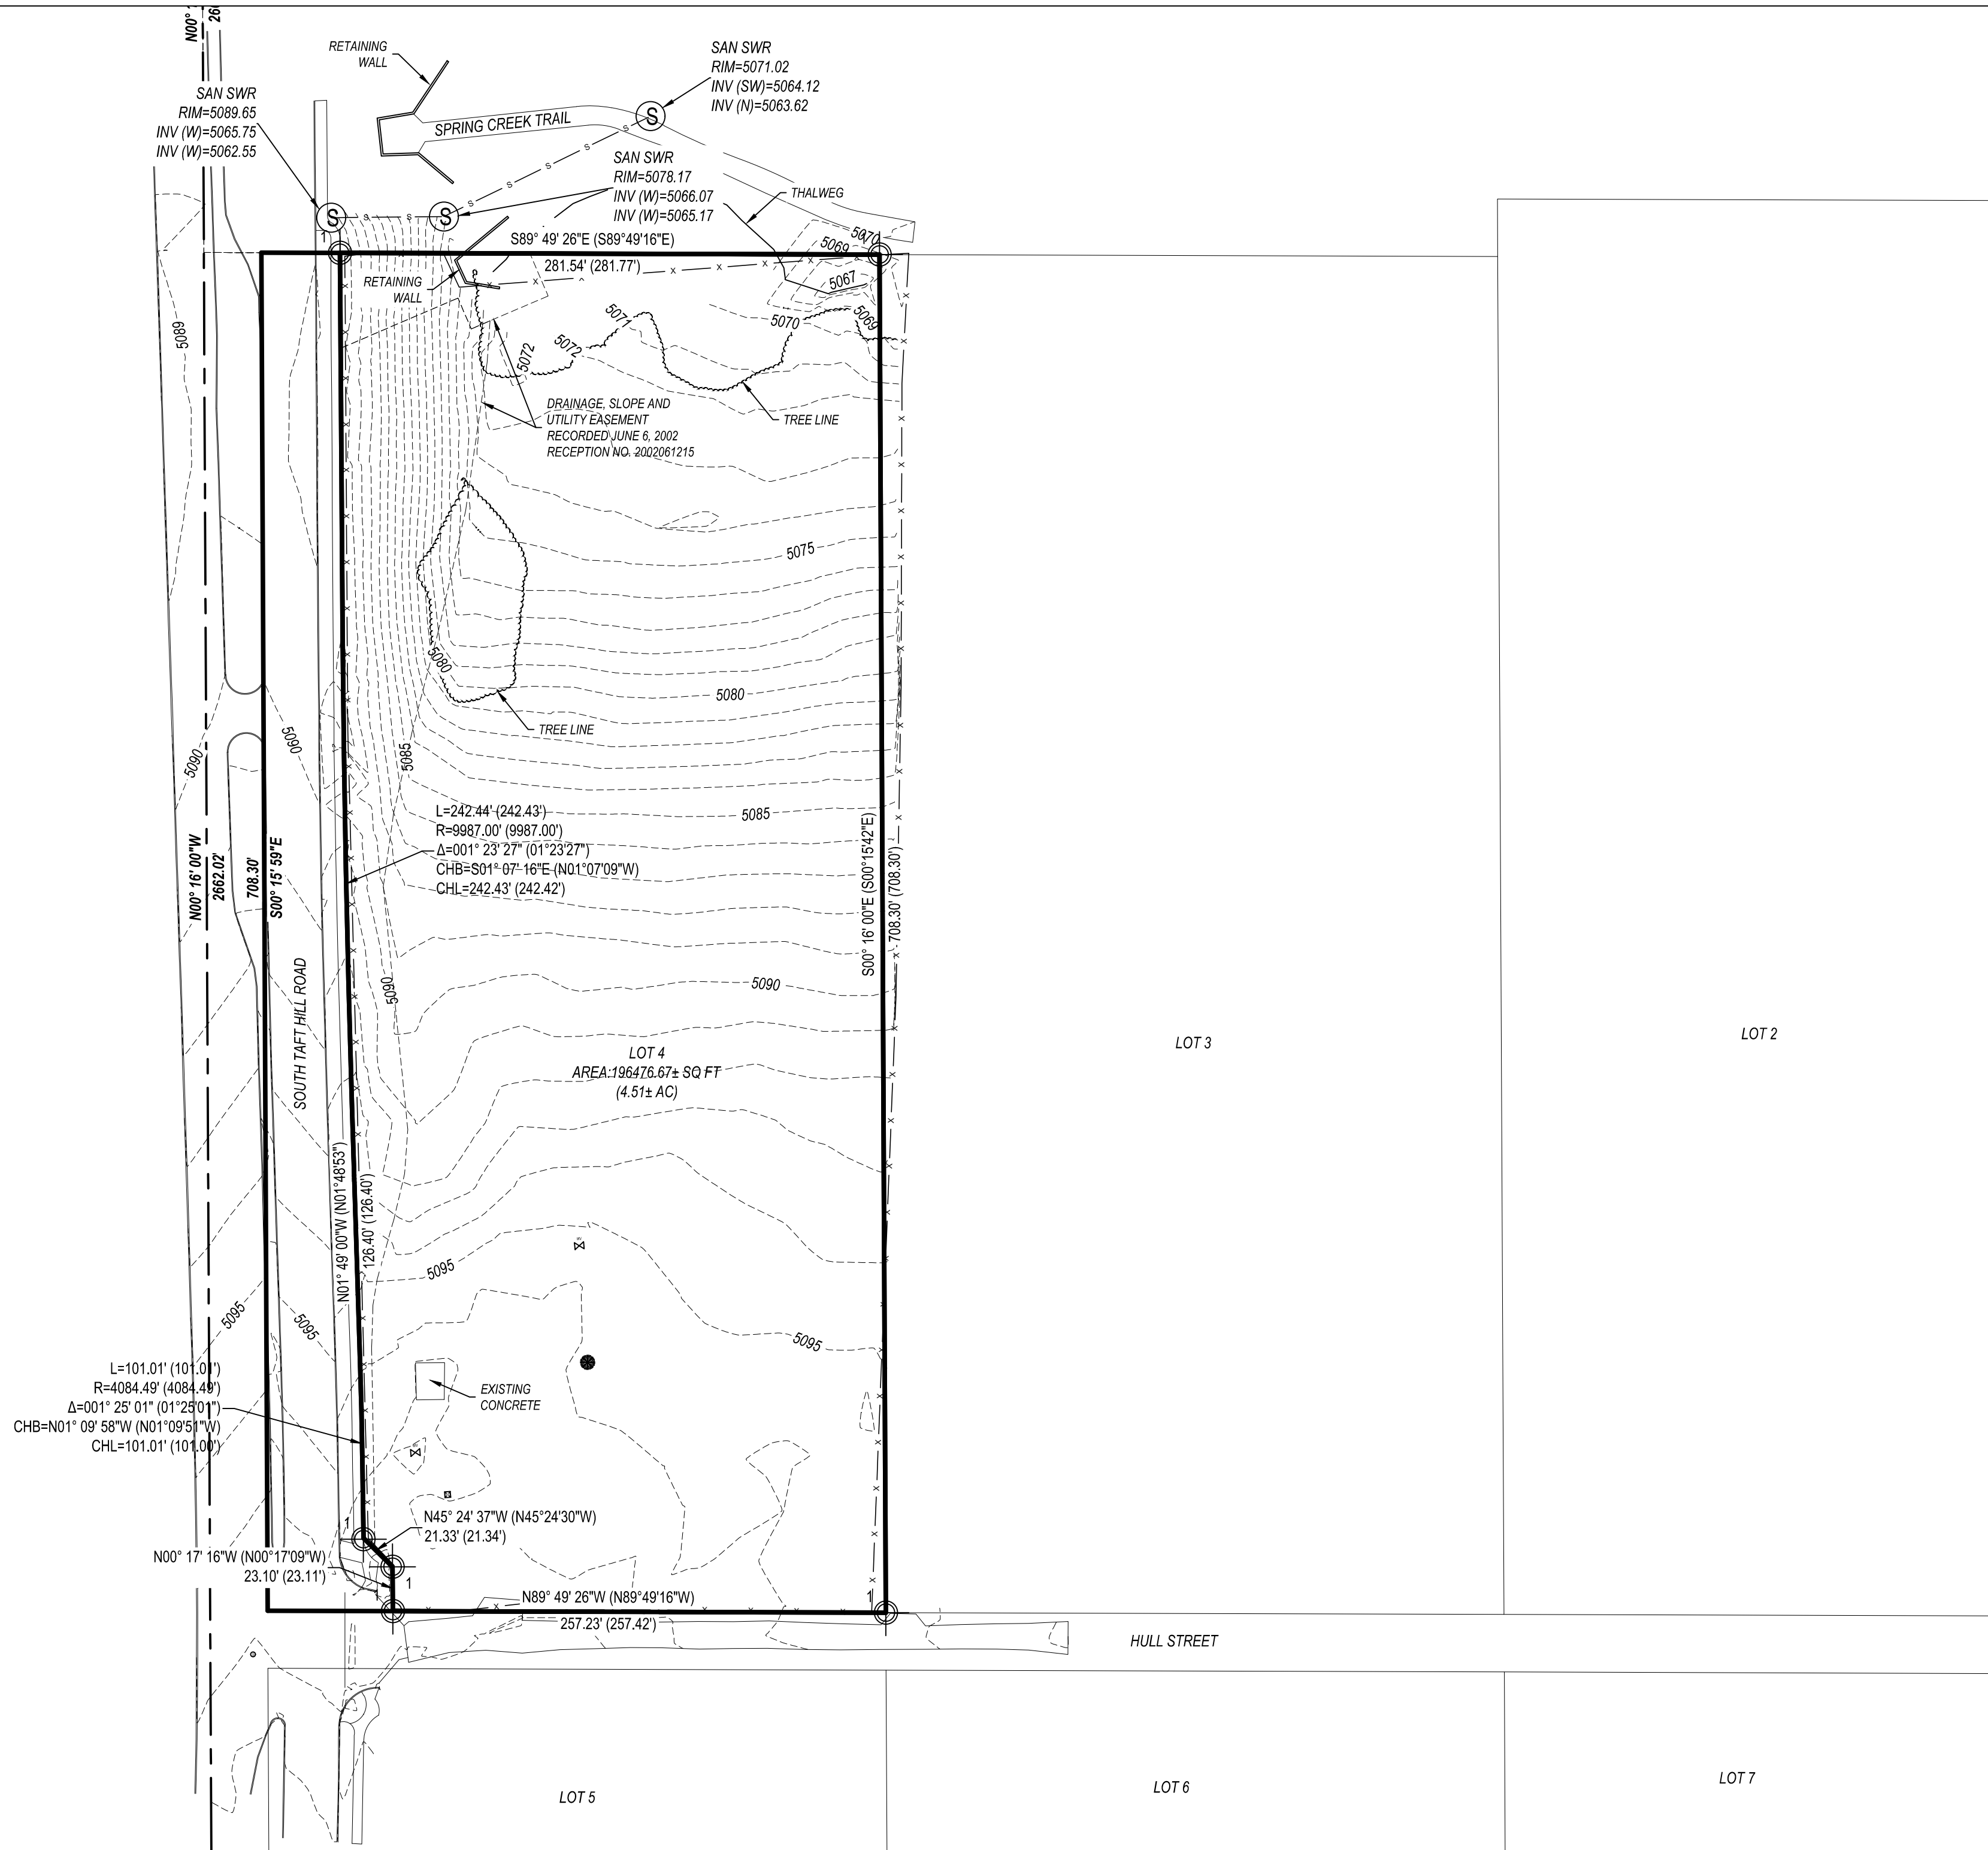 RETAINING
WALL
SAN SWR
RIM=5071.02
INV (SW)=5064.12
INV (N)=5063.62
SAN SWR
RIM=5089.65
INV (W)=5065.75
INV (W)=5062.55
S
SPRING CREEK TRAIL
SAN SWR
RIM=5078.17
INV (W)=5066.07
INV (W)=5065.17
THALWEG
S
S
1
S89° 49' 26"E (S89°49'16"E)
281.54' (281.77')
5070
5069
5067
RETAINING
WALL
5089
5071
5070
5069
5072
5072
DRAINAGE, SLOPE AND
UTILITY EASEMENT
RECORDED JUNE 6, 2002
RECEPTION NO. 2002061215
TREE LINE
5075
5080
5080
TREE LINE
5090
5090
5085
5085
L=242.44' (242.43')
R=9987.00' (9987.00')
Δ=001° 23' 27" (01°23'27")
CHB=S01° 07' 16"E (N01°07'09"W)
CHL=242.43' (242.42')
N00° 16' 00"W
2662.02'
708.30'
S00° 15' 59"E
S00° 16' 00"E (S00°15'42"E)
708.30' (708.30')
SOUTH TAFT HILL ROAD
5090
5090
LOT 4
AREA:196476.67± SQ FT
(4.51± AC)
LOT 3
LOT 2
N01° 49' 00"W (N01°48'53")
126.40' (126.40')
5095
5095
5095
5095
L=101.01' (101.01')
R=4084.49' (4084.49')
Δ=001° 25' 01" (01°25'01")
CHB=N01° 09' 58"W (N01°09'51"W)
CHL=101.01' (101.00')
EXISTING
CONCRETE
1
N45° 24' 37"W (N45°24'30"W)
21.33' (21.34')
N00° 17' 16"W (N00°17'09"W)
23.10' (23.11')
1
1
1
N89° 49' 26"W (N89°49'16"W)
257.23' (257.42')
HULL STREET
LOT 5
LOT 6
LOT 7